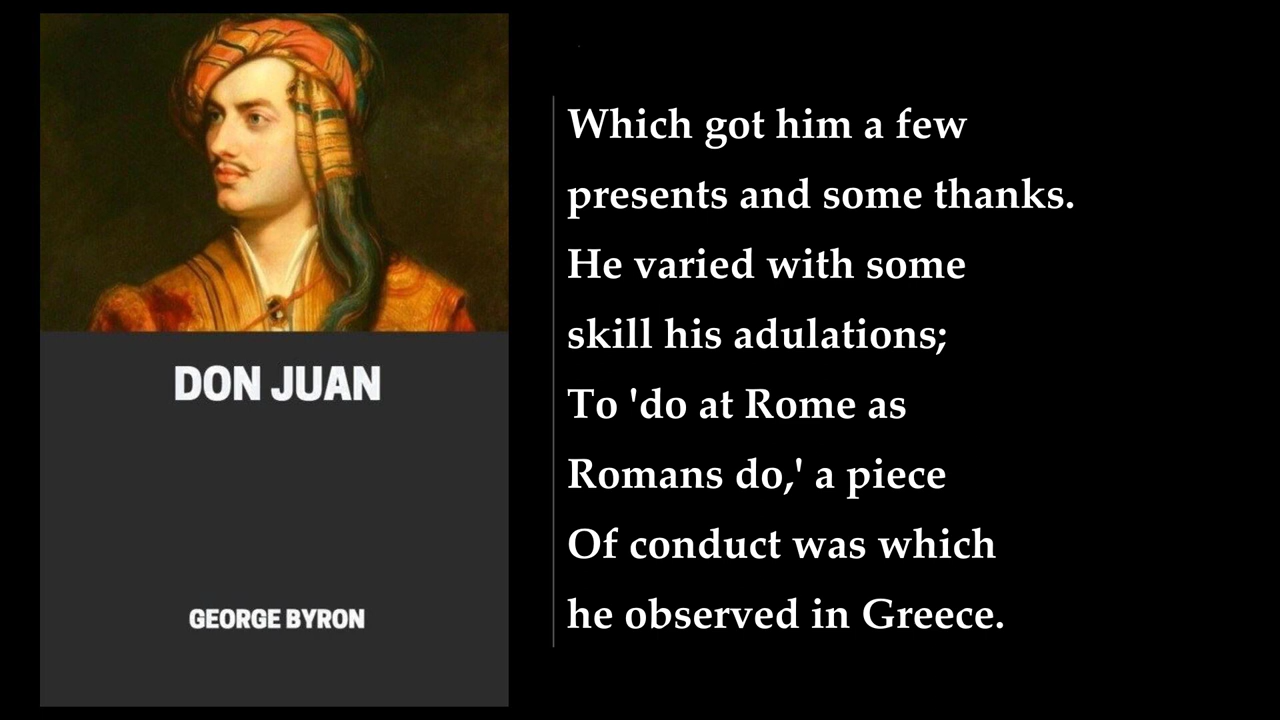 DON JUAN
GEORGE BYRON
Which got him a few
presents and some thanks.
He varied with some
skill his adulations;
To 'do at Rome as
Romans do,' a piece
Of conduct was which
he observed in Greece.